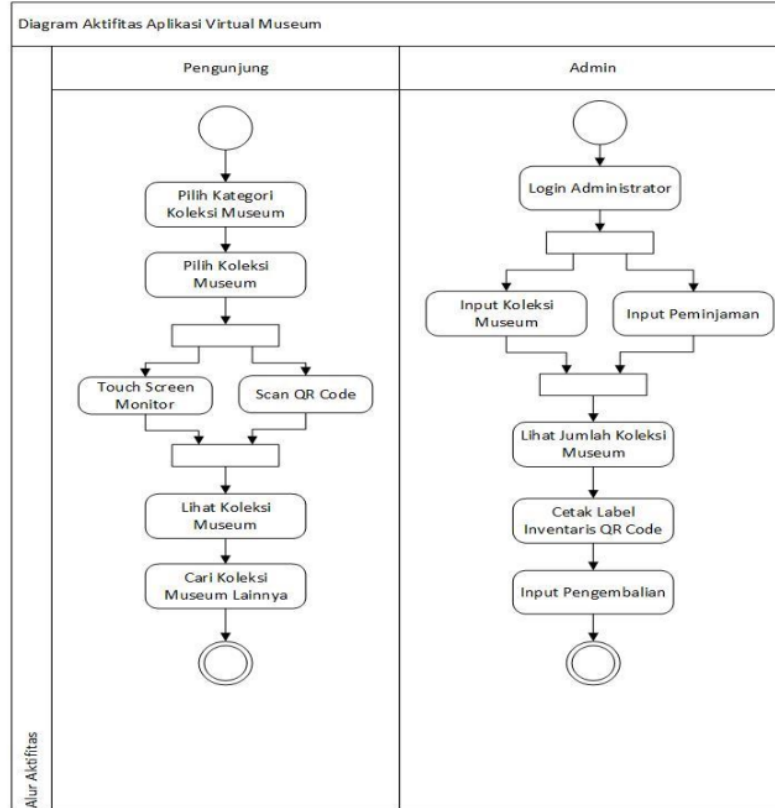 Diagram Aktifitas Aplikasi Virtual Museum
Pengunjung
Admin
Pilih Kategori
Koleksi Museum
Pilih Koleksi
Museum
Touch Screen
Monitor
Scan QR Code
Lihat Koleksi
Museum
Cari Koleksi
Museum Lainnya
Login Administrator
Input Koleksi
Museum
Input Peminjaman
Lihat Jumlah Koleksi
Museum
Cetak Label
Inventaris QR Code
Input Pengembalian
Alur Aktifitas